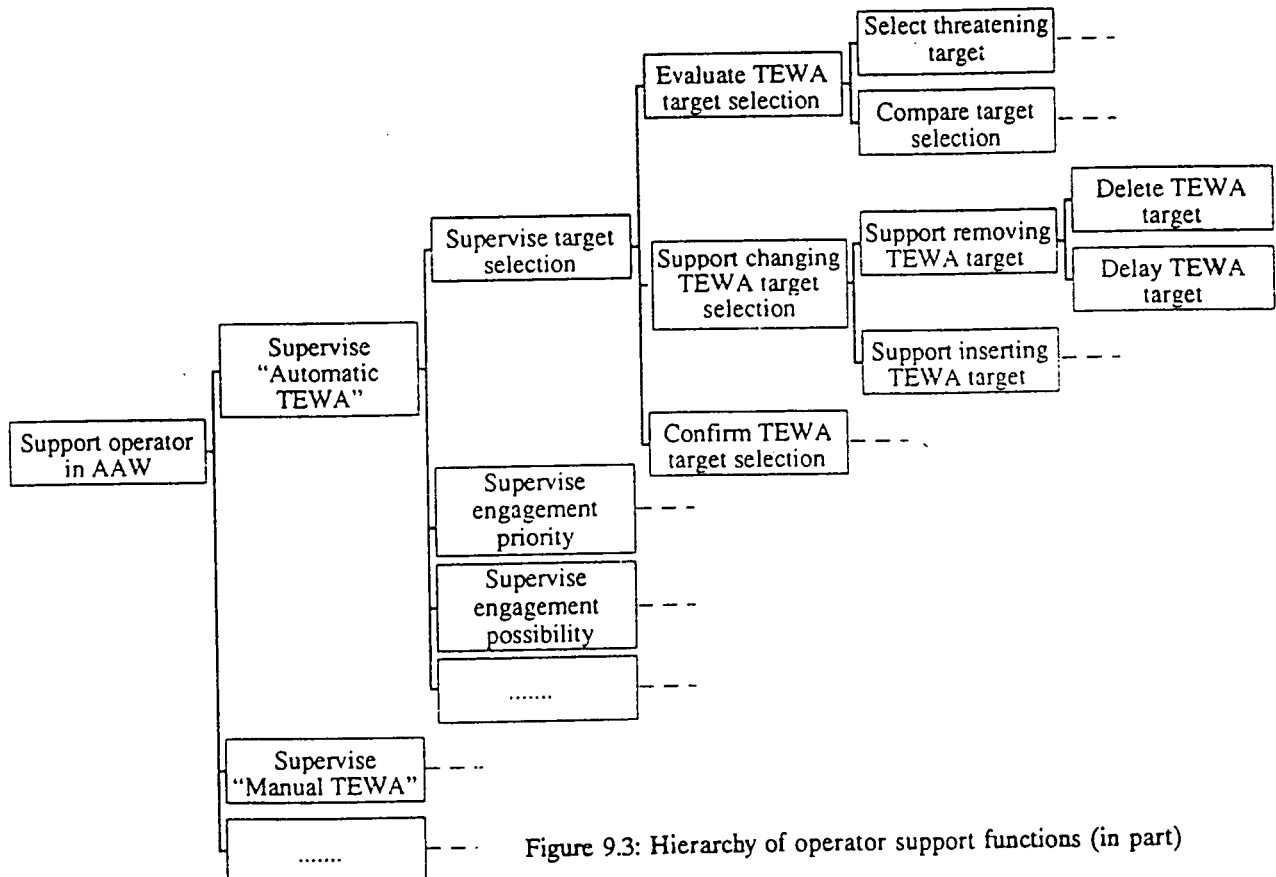 Select threatening
target
Evaluate TEWA
target selection
Compare target
selection
Delete TEWA
target
Supervise target
selection
Support changing
TEWA target
selection
Support removing
TEWA target
Delay TEWA
target
Supervise
“Automatic
TEWA”
Support inserting
TEWA target
Support operator
in AAW
Confirm TEWA
target selection
Supervise
engagement
priority
Supervise
engagement
possibility
.......
Supervise
“Manual TEWA”
.......
Figure 9.3: Hierarchy of operator support functions (in part)